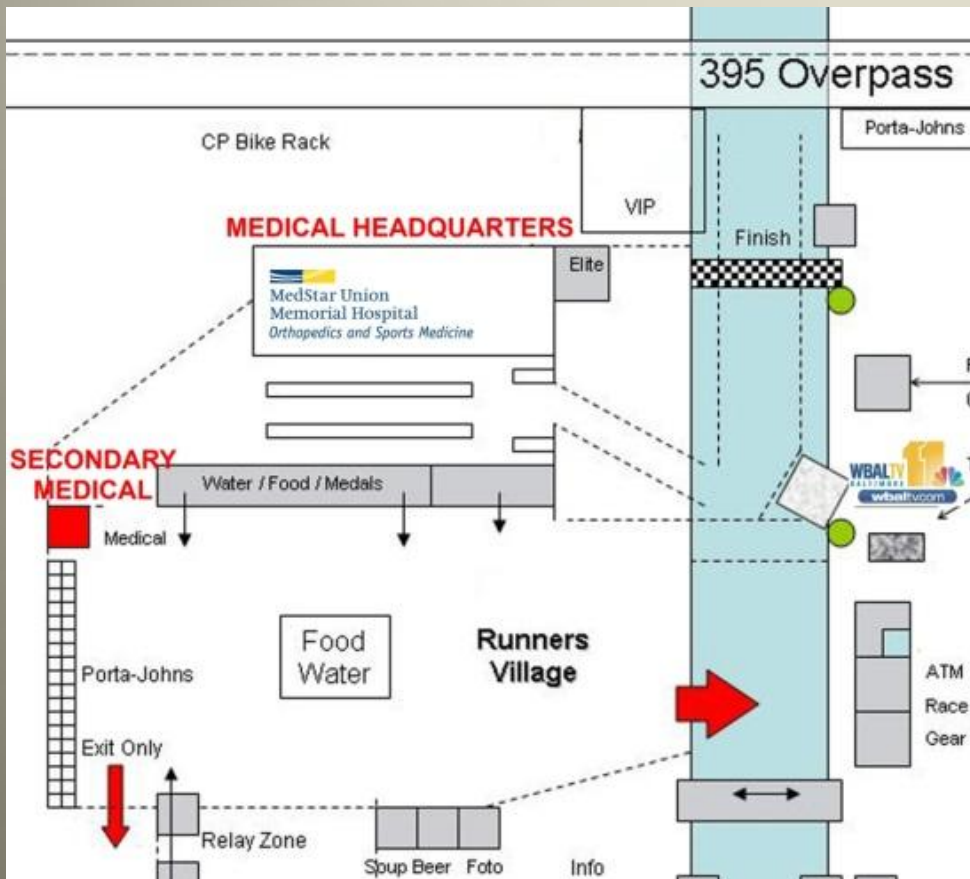 395 Overpass
CP Bike Rack
Porta-Johns
VIP
MEDICAL HEADQUARTERS
Finish
Elite
MedStar Union
Memorial Hospital
Orthopedics and Sports Medicine
SECONDARY
MEDICAL
Water / Food / Medals
WBALTV 11
BALTIMORE
wbaltv.com
Medical
Food
Water
Runners
Village
Porta-Johns
ATM
Race
Gear
Exit Only
Relay Zone
Soup Beer Foto
Info